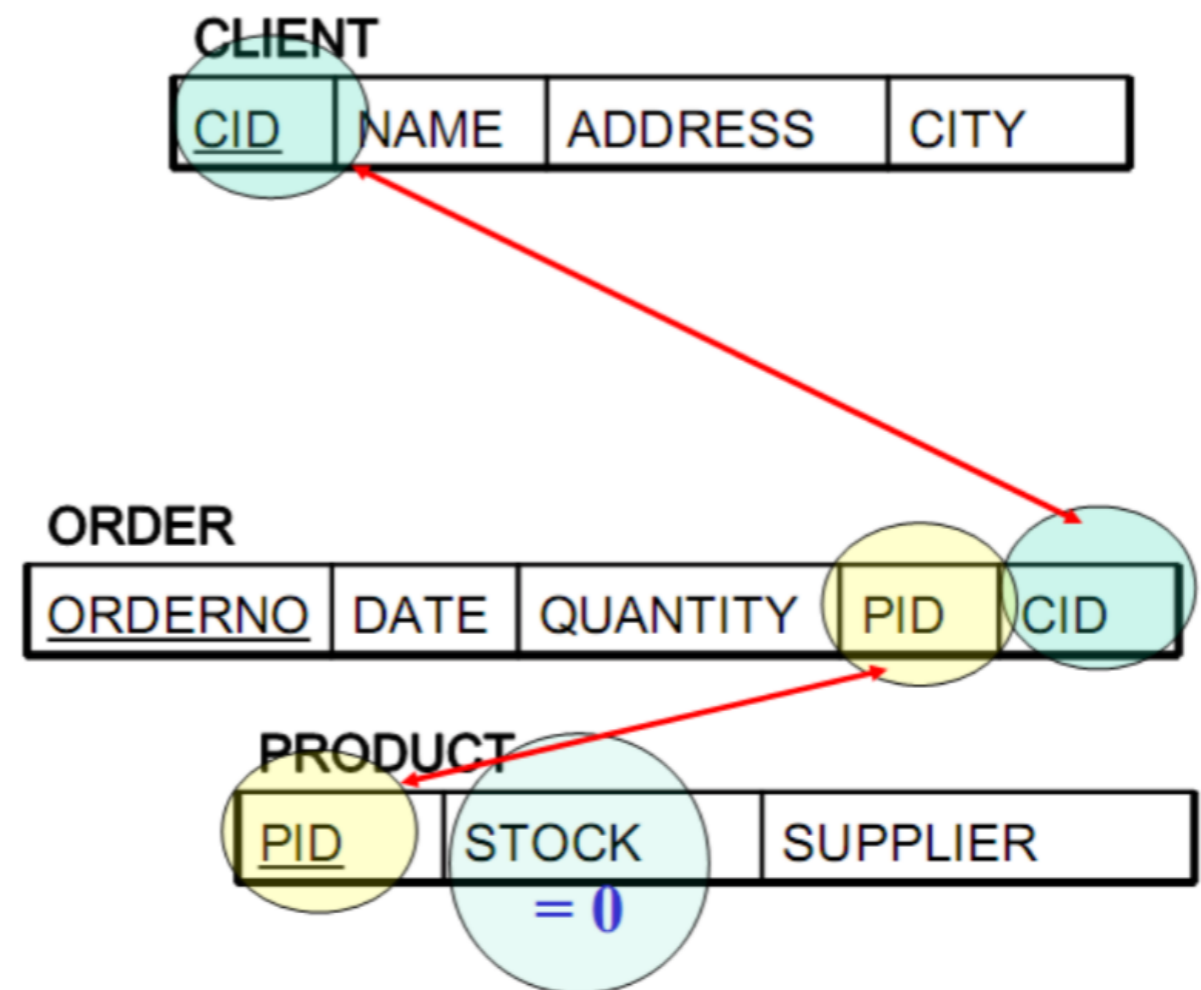 CLIENT
CID NAME ADDRESS CITY
ORDER
ORDERNO DATE QUANTITY PID CID
PRODUCT
PID STOCK SUPPLIER
= 0